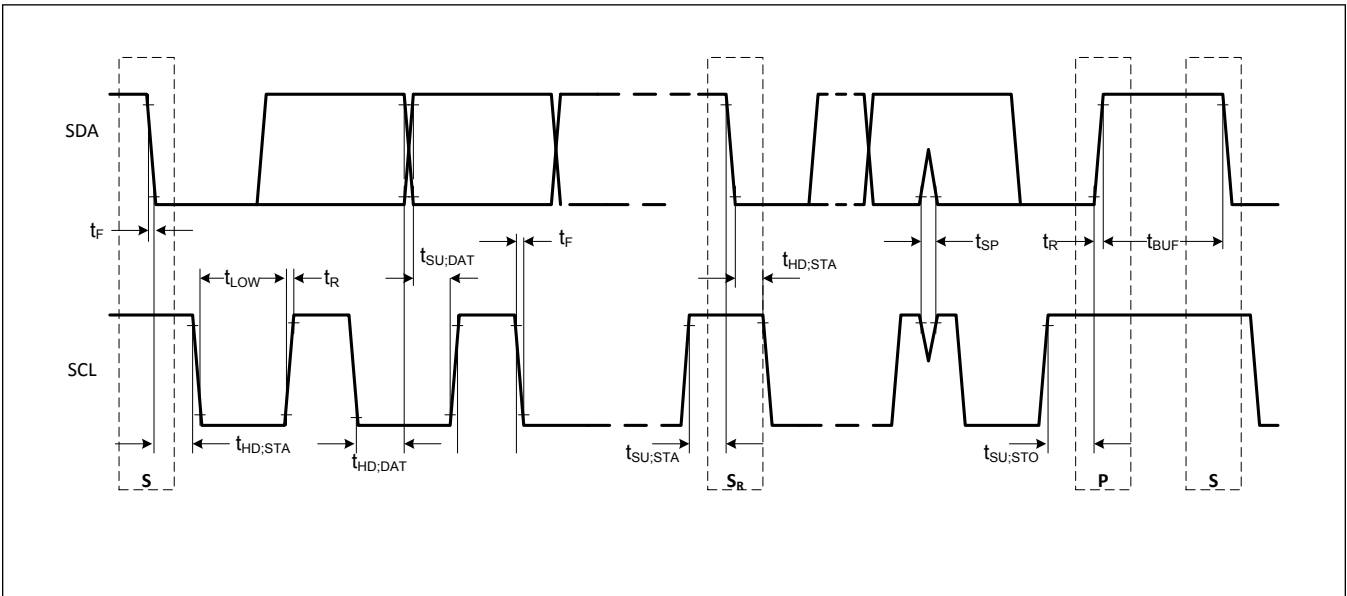 SDA
tF
tLOW
tR
tSU;DAT
tF
tHD;STA
tSP
tR
tBUF
SCL
tHD;STA
tHD;DAT
tSU;STA
tSU;STO
S
SR
P
S